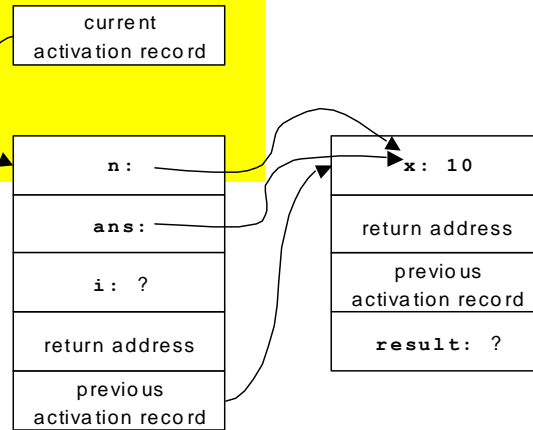 current
activation record
n:
ans:
i: ?
return address
previous
activation record
x: 10
return address
previous
activation record
result: ?